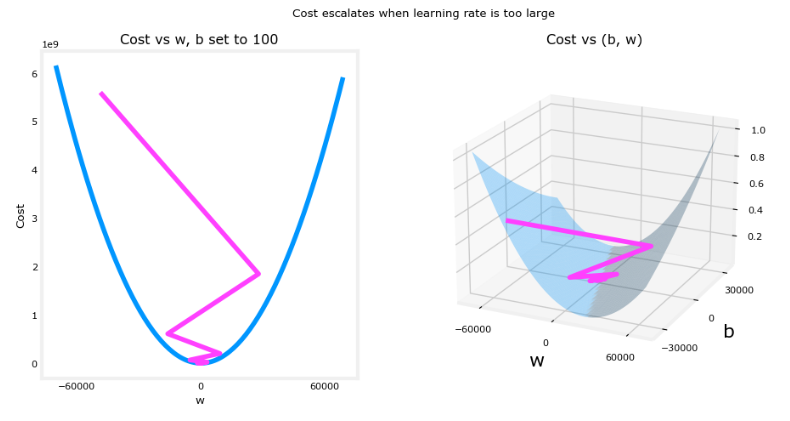 Cost escalates when learning rate is too large
Cost vs w, b set to 100
1e9
6
5
4
3
2
1
0
Cost
−60000
0
60000
w
Cost vs (b, w)
1.0
0.8
0.6
0.4
0.2
30000
0
−30000
b
−60000
0
60000
w